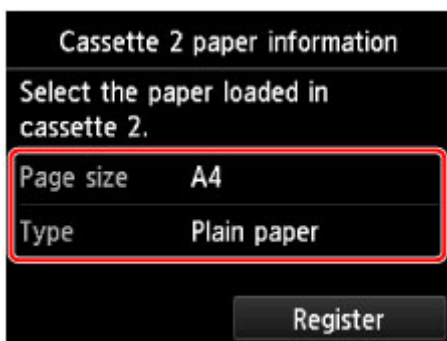 Cassette 2 paper information
Select the paper loaded in
cassette 2.
Page size A4
Type Plain paper
Register